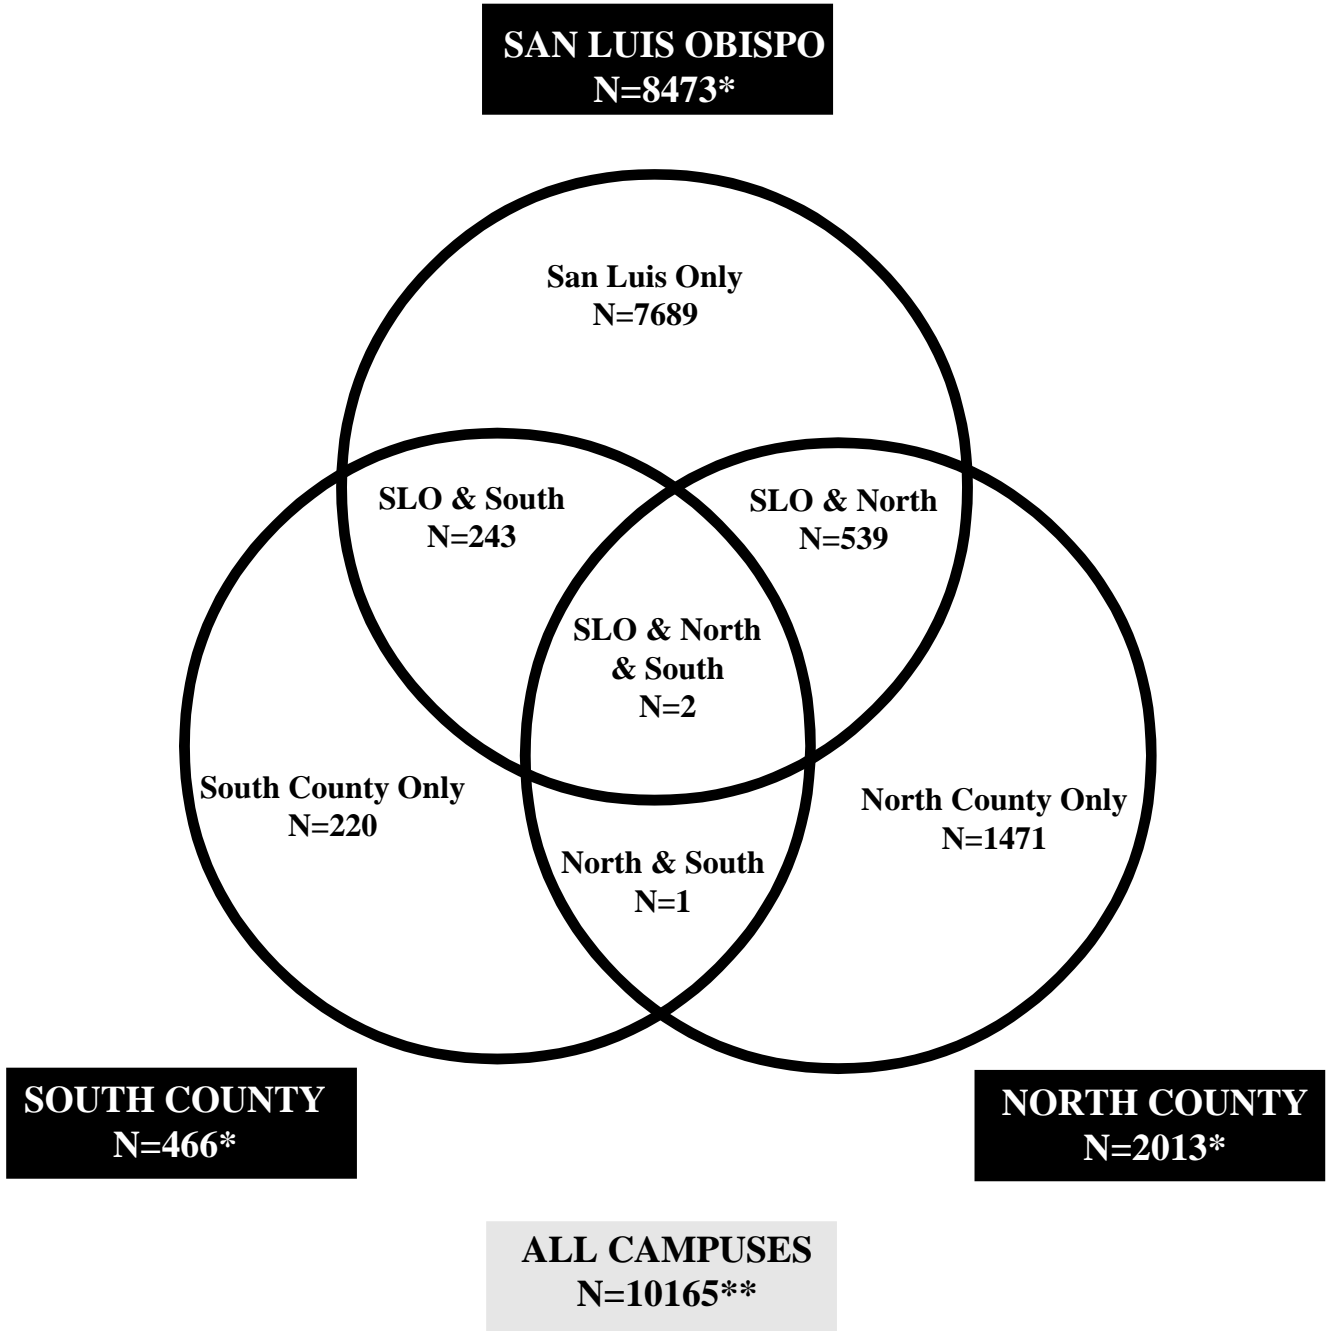 SAN LUIS OBISPO
N=8473*
San Luis Only
N=7689
SLO & South
N=243
SLO & North
N=539
SLO & North
& South
N=2
South County Only
N=220
North County Only
N=1471
North & South
N=1
SOUTH COUNTY
N=466*
NORTH COUNTY
N=2013*
ALL CAMPUSES
N=10165**